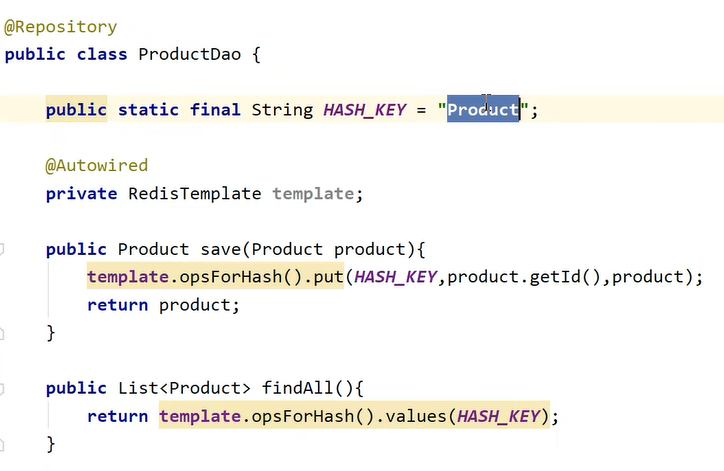 @Repository
public class ProductDao {
public static final String HASH_KEY = "Product";
@Autowired
private RedisTemplate template;
public Product save(Product product){
template.opsForHash().put(HASH_KEY,product.getId(),product);
return product;
}
public List<Product> findAll(){
return template.opsForHash().values(HASH_KEY);
}